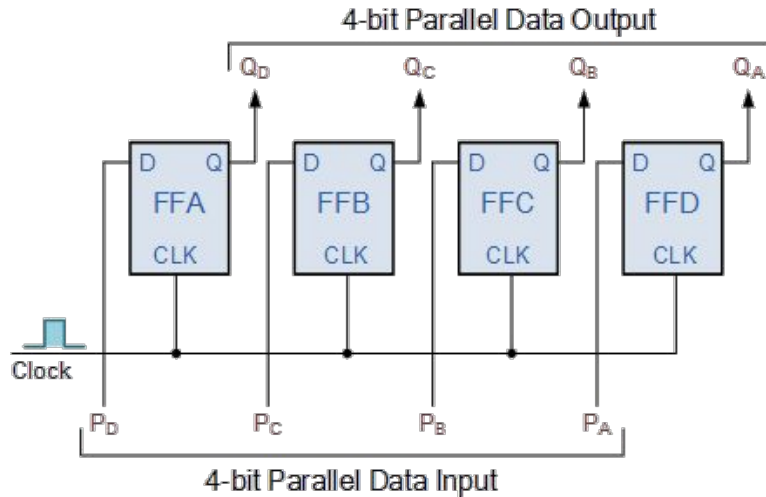 4-bit Parallel Data Output
QD QC QB QA
D Q D Q D Q D Q
FFA FFB FFC FFD
CLK CLK CLK CLK
Clock
PD PC PB PA
4-bit Parallel Data Input